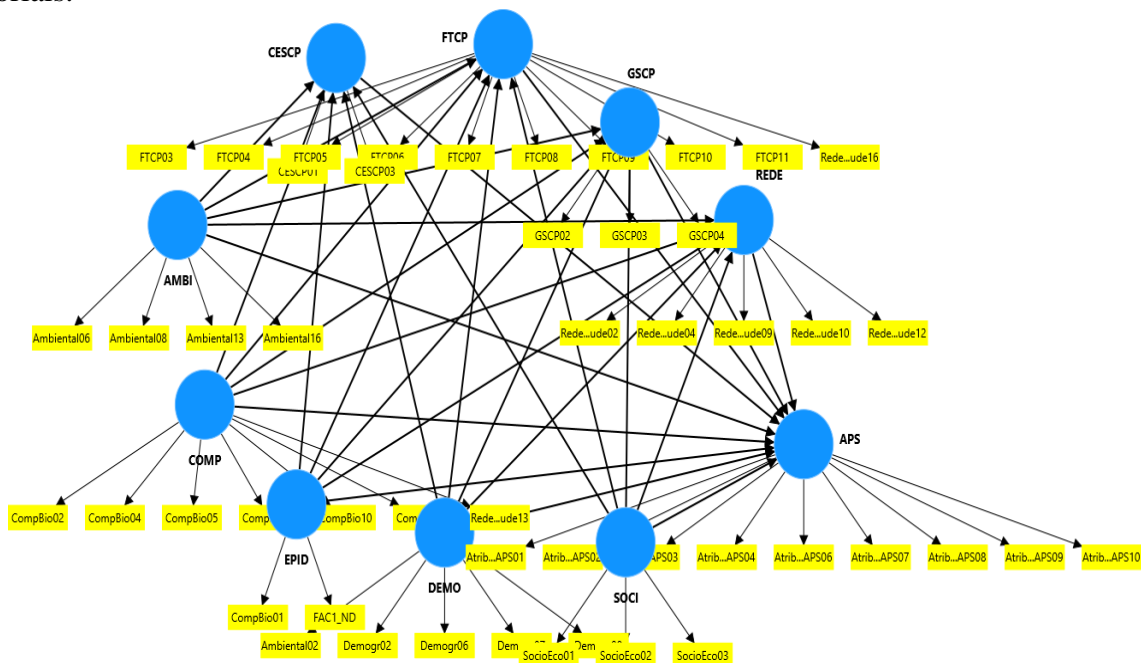 FTCP
CESCP
GSCP
FTCP03
FTCP04
FTCP05
FTCP06
FTCP07
FTCP08
FTCP09
FTCP10
FTCP11
Rede...ude16
CESCP01
CESCP03
REDE
GSCP02
GSCP03
GSCP04
AMBI
Ambiental06
Ambiental08
Ambiental13
Ambiental16
Rede...ude02
Rede...ude04
Rede...ude09
Rede...ude10
Rede...ude12
APS
COMP
CompBio02
CompBio04
CompBio05
CompBio10
Rede...ude13
EPID
Atrib...APS01
Atrib...APS02
APS03
Atrib...APS04
Atrib...APS06
Atrib...APS07
Atrib...APS08
Atrib...APS09
Atrib...APS10
DEMO
SOCI
CompBio01
FAC1_ND
Ambiental02
Demogr02
Demogr06
SocioEco01
SocioEco02
SocioEco03